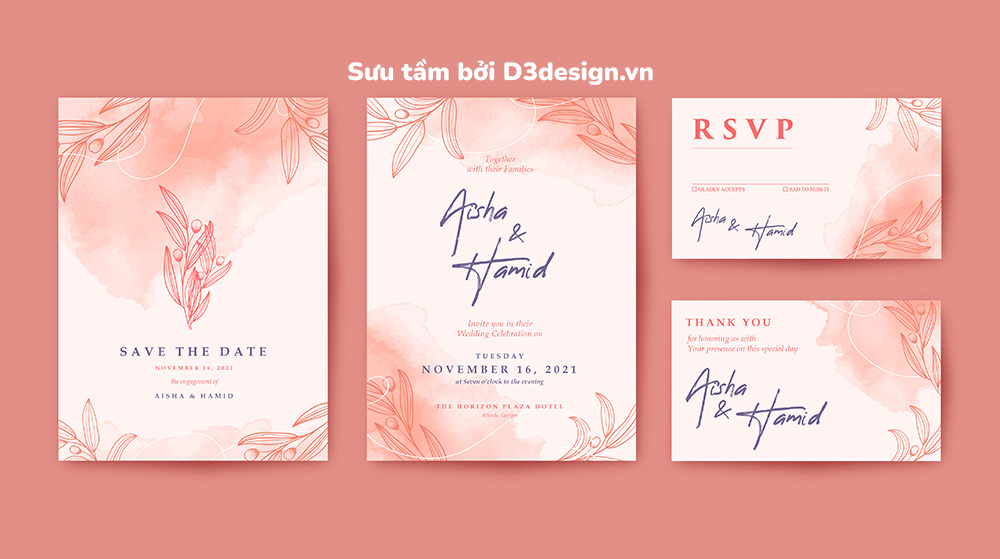 Sưu tầm bởi D3design.vn
SAVE THE DATE
NOVEMBER 16, 2021
the engagement of
AISHA & HAMID
Together
with their Families
Aisha
&
Hamid
Invite you in their
Wedding Celebration on
TUESDAY
NOVEMBER 16, 2021
at Seven o'clock in the evening
THE HORIZON PLAZA HOTEL
Atlanta, Georgia
RSVP
GLADLY ACCEPTS
SAD TO MISS IT
Aisha & Hamid
THANK YOU
for honoring us with
Your presence on this special day
Aisha
& Hamid